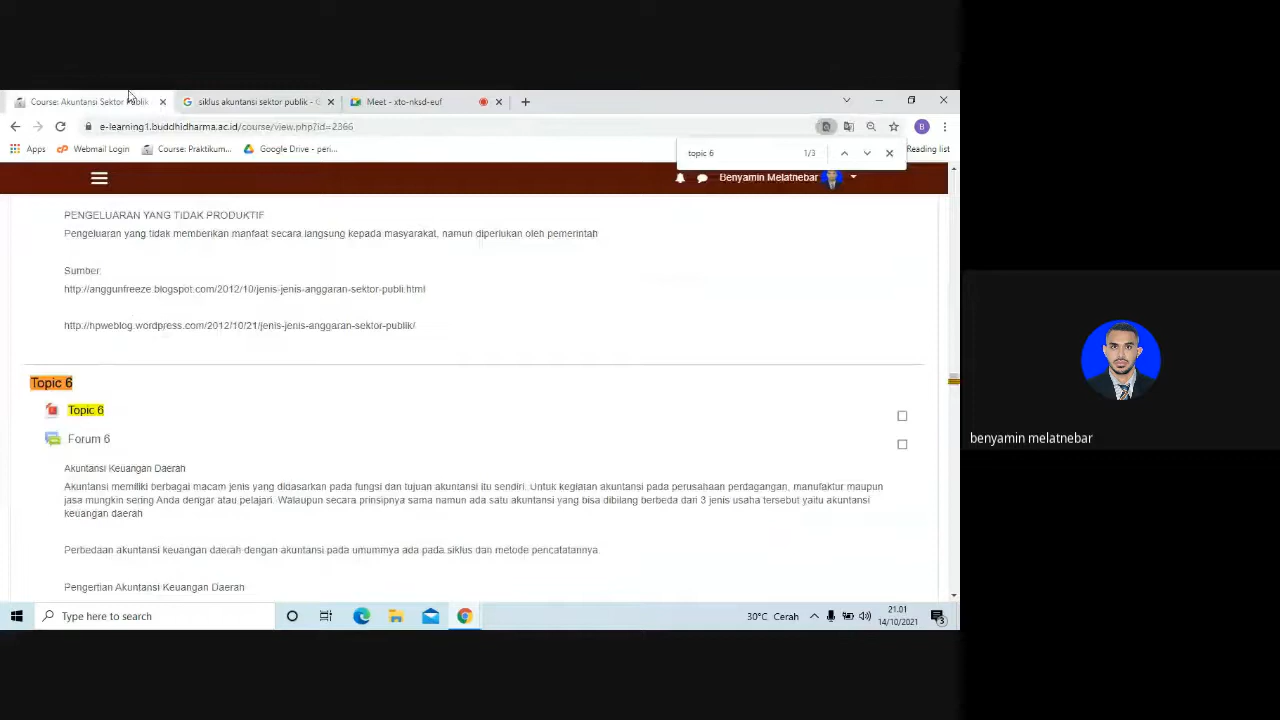 Course: Akuntansi Sektor Publik
siklus akuntansi sektor publik - G
Meet - xto-nksd-euf
e-learning1.buddhidharma.ac.id/course/view.php?id=2366
B
Apps
Webmail Login
Course: Praktikum...
Google Drive - peri...
topic 6
1/3
Reading list
Benyamin Melatnebar
PENGELUARAN YANG TIDAK PRODUKTIF
Pengeluaran yang tidak memberikan manfaat secara langsung kepada masyarakat, namun diperlukan oleh pemerintah
Sumber:
http://anggunfreeze.blogspot.com/2012/10/jenis-jenis-anggaran-sektor-publi.html
http://hpweblog.wordpress.com/2012/10/21/jenis-jenis-anggaran-sektor-publik/
Topic 6
Topic 6
Forum 6
Akuntansi Keuangan Daerah
Akuntansi memiliki berbagai macam jenis yang didasarkan pada fungsi dan tujuan akuntansi itu sendiri. Untuk kegiatan akuntansi pada perusahaan perdagangan, manufaktur maupun
jasa mungkin sering Anda dengar atau pelajari. Walaupun secara prinsipnya sama namun ada satu akuntansi yang bisa dibilang berbeda dari 3 jenis usaha tersebut yaitu akuntansi
keuangan daerah
Perbedaan akuntansi keuangan daerah dengan akuntansi pada umumnya ada pada siklus dan metode pencatatannya.
Pengertian Akuntansi Keuangan Daerah
benyamin melatnebar
Type here to search
30°C Cerah
21.01
14/10/2021
3